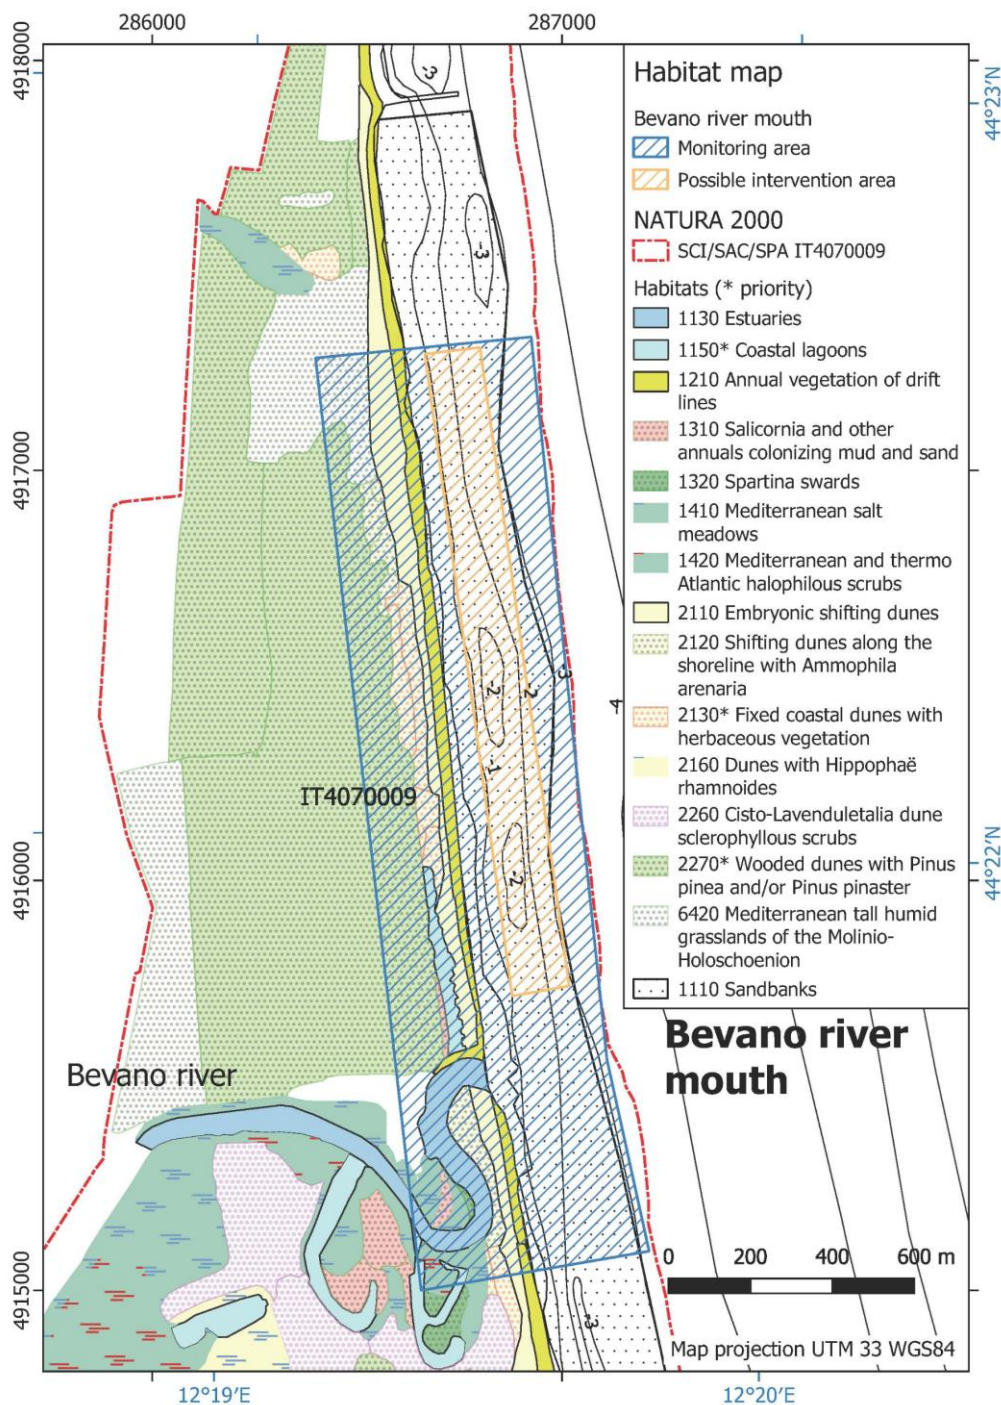 286000
287000
4918000
4917000
4916000
4915000
44°23'N
44°22'N
12°19'E
12°20'E
Habitat map
Bevano river mouth
Monitoring area
Possible intervention area
NATURA 2000
SCI/SAC/SPA IT4070009
Habitats (* priority)
1130 Estuaries
1150* Coastal lagoons
1210 Annual vegetation of drift
lines
1310 Salicornia and other
annuals colonizing mud and sand
1320 Spartina swards
1410 Mediterranean salt
meadows
1420 Mediterranean and thermo
Atlantic halophilous scrubs
2110 Embryonic shifting dunes
2120 Shifting dunes along the
shoreline with Ammophila
arenaria
2130* Fixed coastal dunes with
herbaceous vegetation
2160 Dunes with Hippophaë
rhamnoides
2260 Cisto-Lavenduletalia dune
sclerophyllous scrubs
2270* Wooded dunes with Pinus
pinea and/or Pinus pinaster
6420 Mediterranean tall humid
grasslands of the Molinio-
Holoschoenion
1110 Sandbanks
-3
-3
-2
-2
-3
-4
-1
-2
-3
IT4070009
Bevano river
Bevano river
mouth
0 200 400 600 m
Map projection UTM 33 WGS84